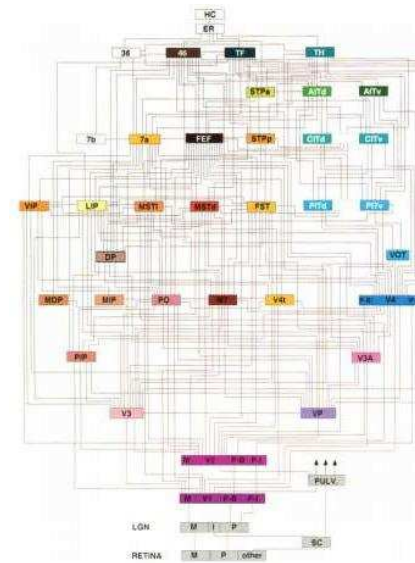 HC
ER
36 46 TF TH
STPa AITd AITv
7b 7a FEF STPp CITd CITv
VIP LIP MSTl MSTd FST PITd PITv
DP VOT
MDP MIP PO MT V4t V4
PIP V3A
V3 VP
M V2 P-B P-I
PULV.
M V1 P-B P-I
LGN M I P
SC
RETINA M P other